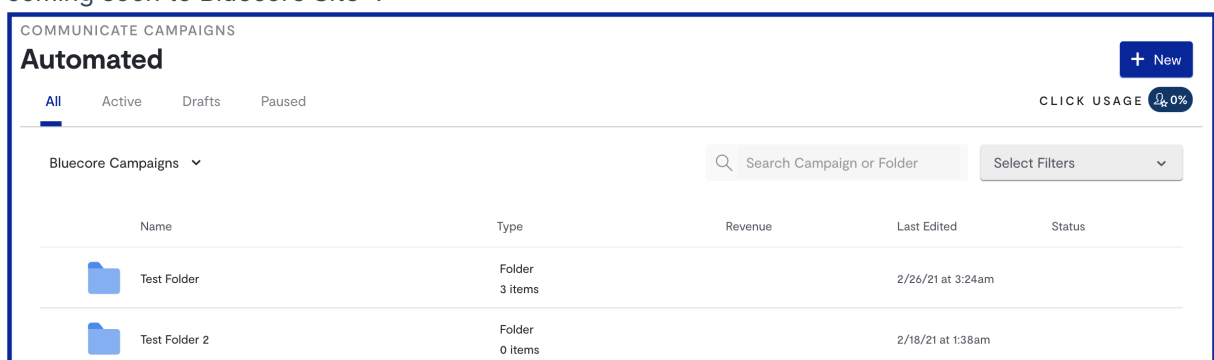 coming soon to Bluecore Site
COMMUNICATE CAMPAIGNS
Automated
+ New
All Active Drafts Paused
CLICK USAGE 0%
Bluecore Campaigns
Search Campaign or Folder
Select Filters
Name Type Revenue Last Edited Status
Folder
Test Folder 2/26/21 at 3:24am
3 items
Folder
Test Folder 2 2/18/21 at 1:38am
0 items